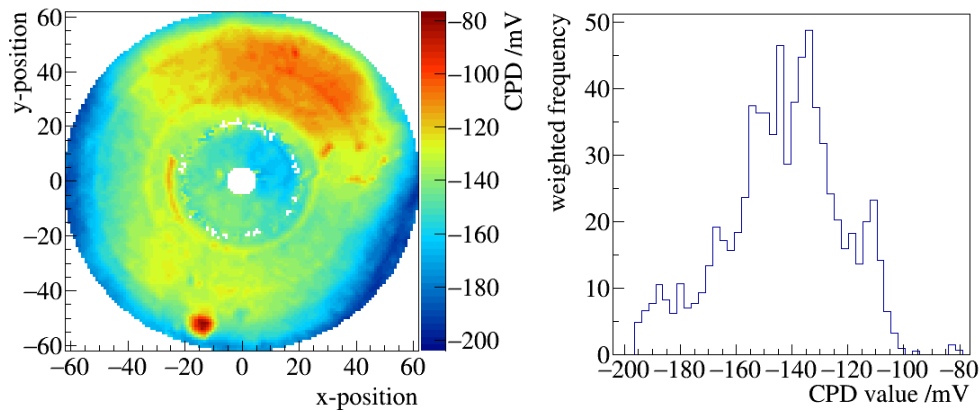 y-position
60
40
20
0
−20
−40
−60
−60 −40 −20 0 20 40 60
x-position
CPD /mV
−80
−100
−120
−140
−160
−180
−200
weighted frequency
50
40
30
20
10
0
−200 −180 −160 −140 −120 −100 −80
CPD value /mV